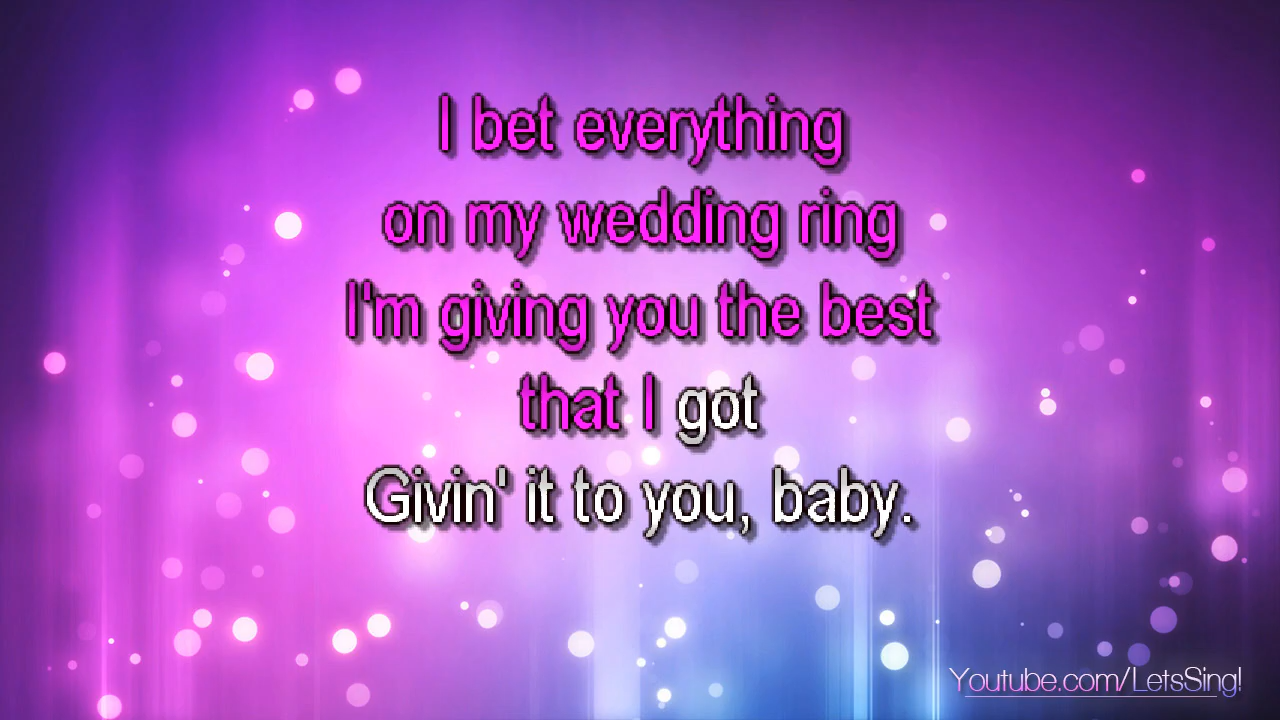 I bet everything
on my wedding ring
I'm giving you the best
that I got
Givin' it to you, baby.
Youtube.com/LetsSing!